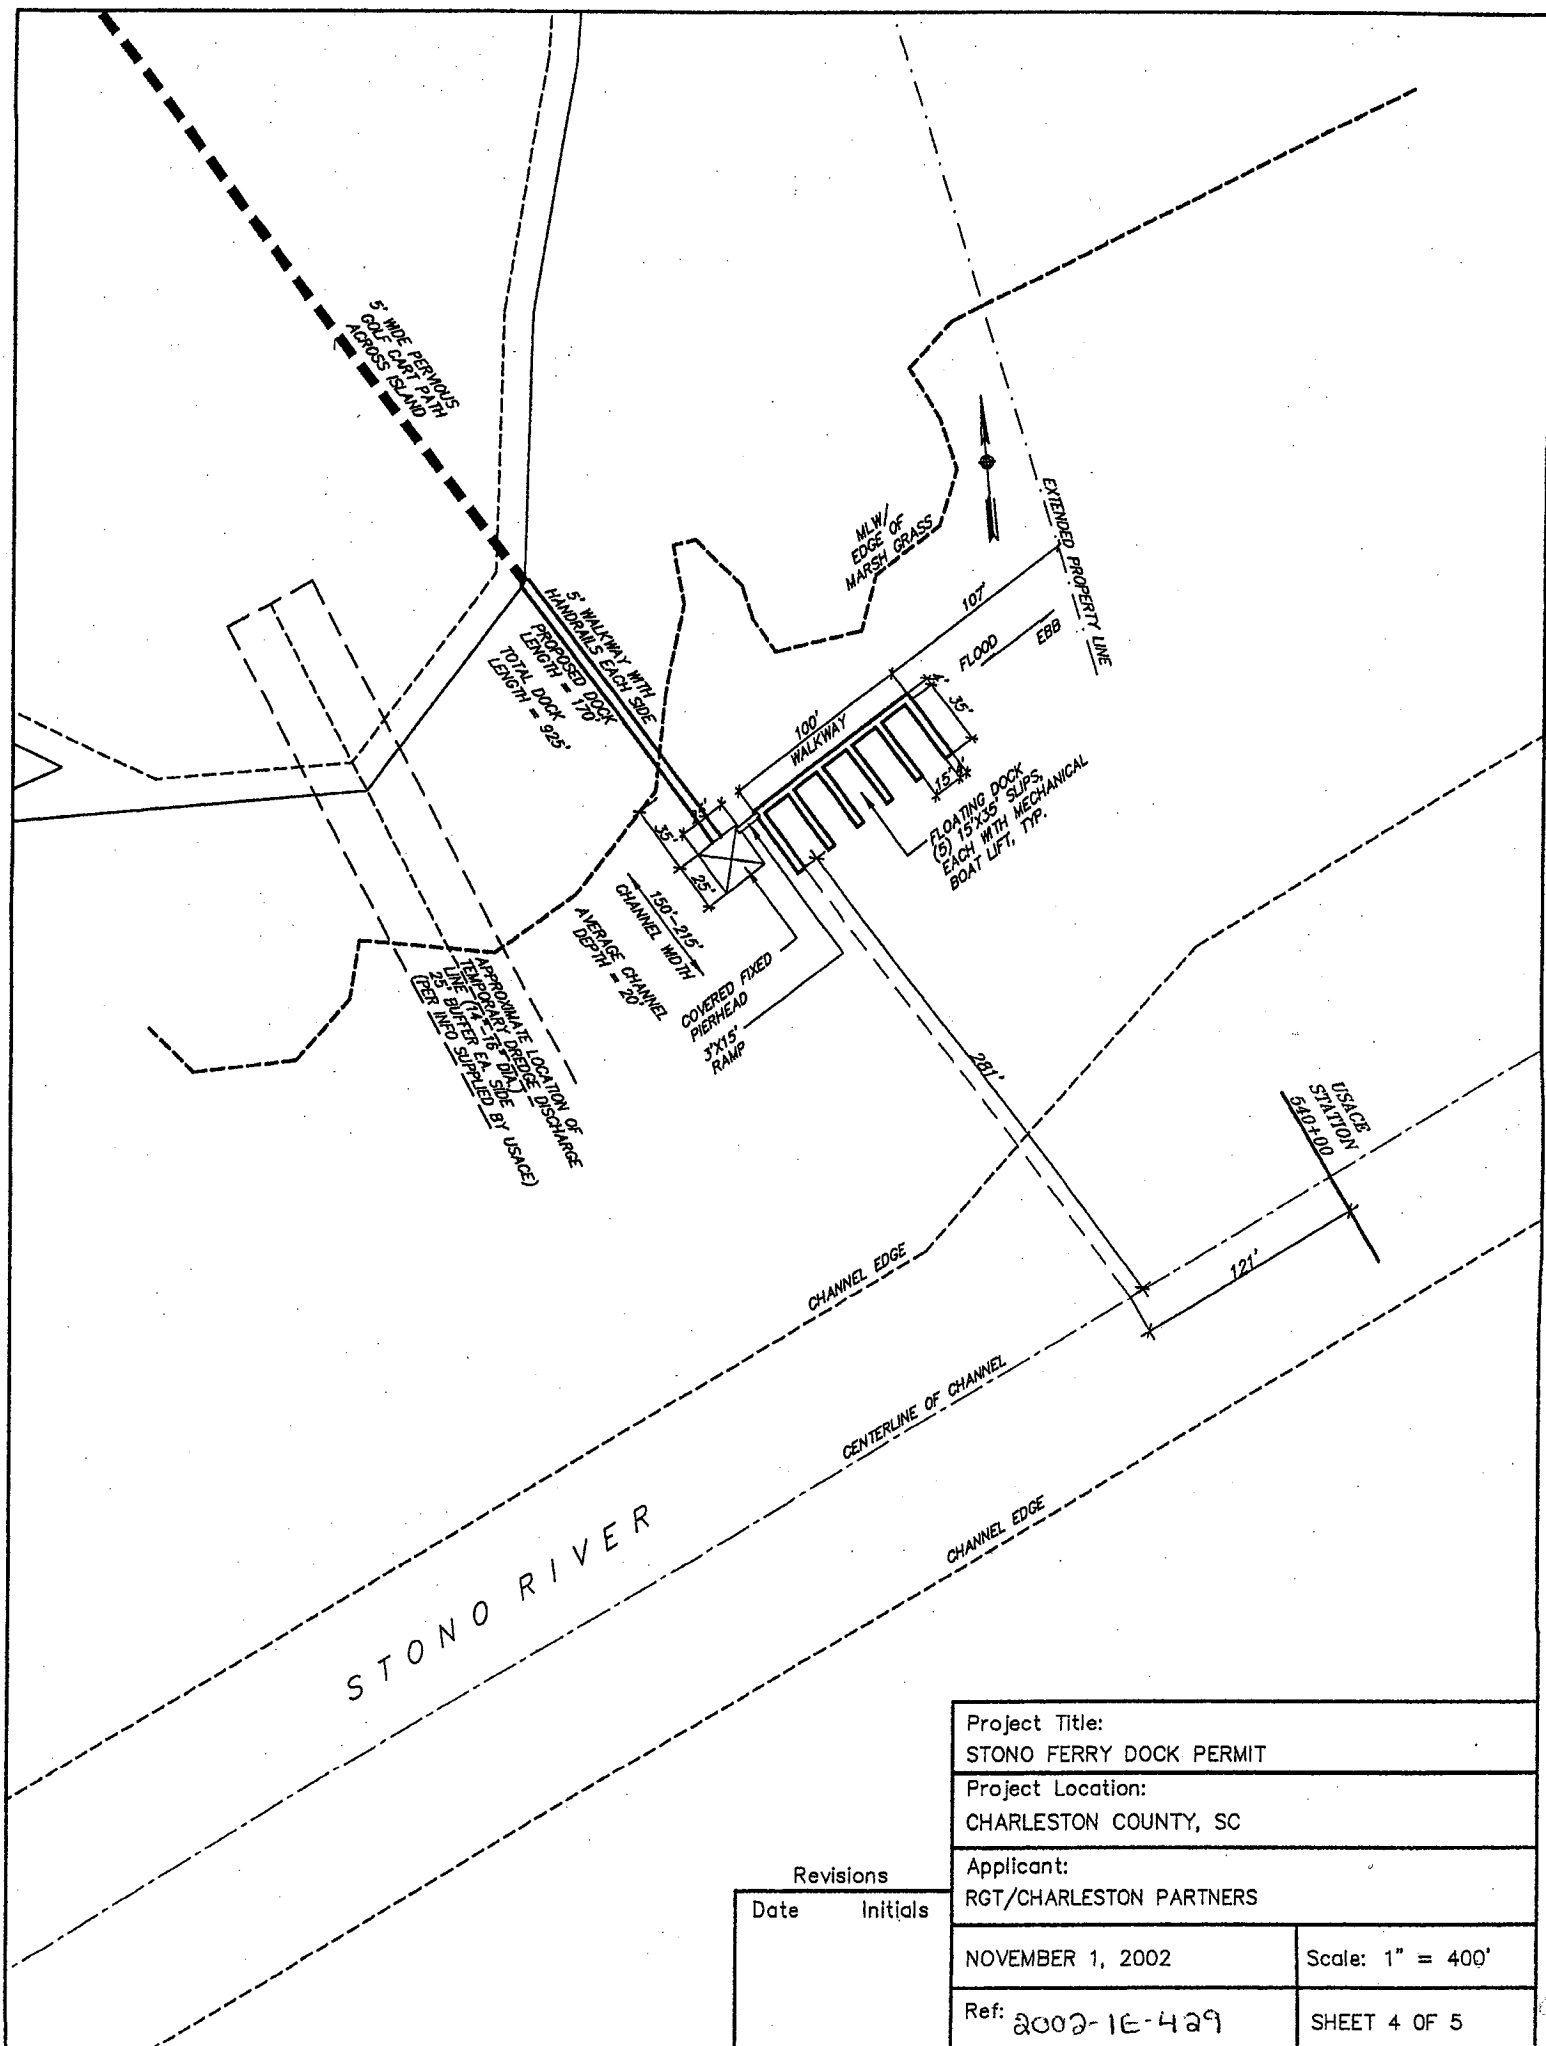 5' WIDE PERVIOUS
GOLF CART PATH
ACROSS ISLAND
MLW/
EDGE OF
MARSH GRASS
EXTENDED PROPERTY LINE
107'
FLOOD
EBB
5' WALKWAY WITH
HANDRAILS EACH SIDE
PROPOSED DOCK
LENGTH = 170'
TOTAL DOCK
LENGTH = 925'
100'
WALKWAY
4'
35'
15'
4'
FLOATING DOCK
(5) 15'X35' SLIPS,
EACH WITH MECHANICAL
BOAT LIFT, TYP.
35'
25'
150'-215'
CHANNEL WIDTH
AVERAGE CHANNEL
DEPTH = 20'
COVERED FIXED
PIERHEAD
3'X15'
RAMP
APPROXIMATE LOCATION OF
TEMPORARY DREDGE DISCHARGE
LINE (14"-16" DIA.)
25' BUFFER EA. SIDE
(PER INFO SUPPLIED BY USACE)
281'
USACE
STATION
540+00
121'
CHANNEL EDGE
CENTERLINE OF CHANNEL
CHANNEL EDGE
STONO RIVER
Project Title:
STONO FERRY DOCK PERMIT
Project Location:
CHARLESTON COUNTY, SC
Applicant:
RGT/CHARLESTON PARTNERS
Revisions
Date Initials
NOVEMBER 1, 2002
Scale: 1" = 400'
Ref: 2002-1E-429
SHEET 4 OF 5